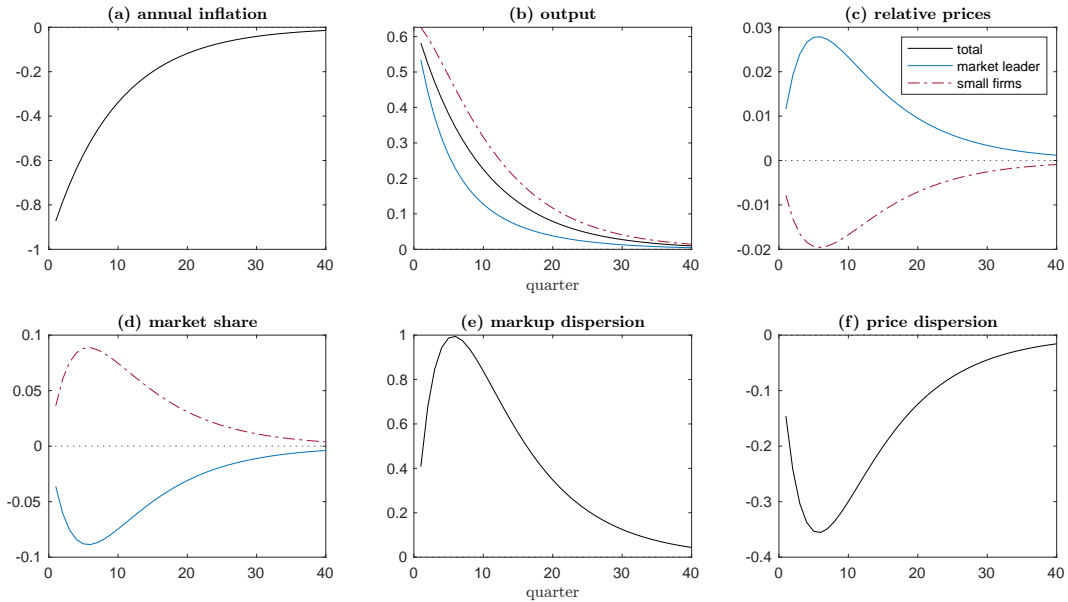 (a) annual inflation
0
-0.2
-0.4
-0.6
-0.8
-1
0 10 20 30 40
(b) output
0.6
0.5
0.4
0.3
0.2
0.1
0
0 10 20 30 40
quarter
(c) relative prices
0.03
0.02
0.01
0
-0.01
-0.02
0 10 20 30 40
total
market leader
small firms
(d) market share
0.1
0.05
0
-0.05
-0.1
0 10 20 30 40
(e) markup dispersion
1
0.8
0.6
0.4
0.2
0
0 10 20 30 40
quarter
(f) price dispersion
0
-0.1
-0.2
-0.3
-0.4
0 10 20 30 40